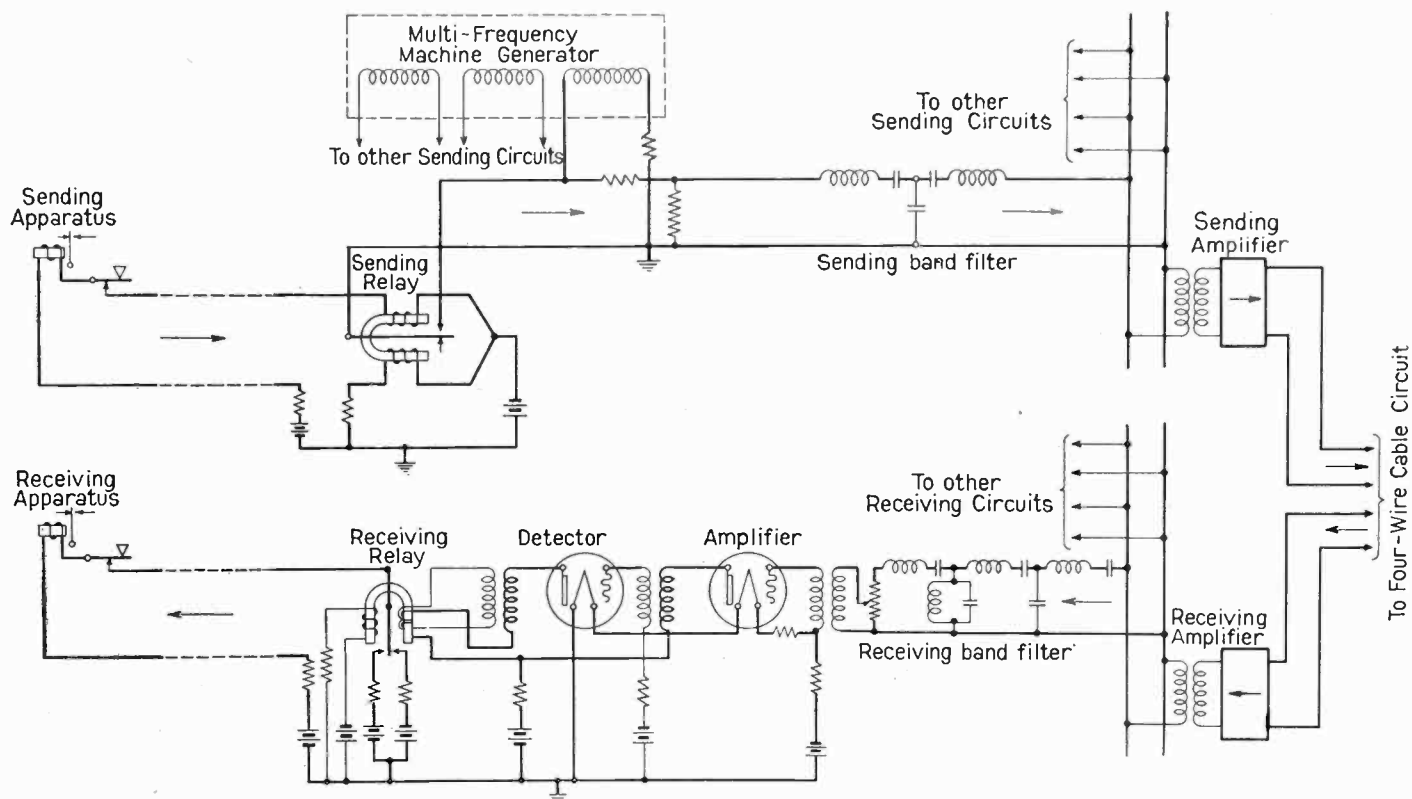 Multi-Frequency
Machine Generator
To other Sending Circuits
To other
Sending Circuits
Sending
Apparatus
Sending
Relay
Sending band filter
Sending
Amplifier
To Four-Wire Cable Circuit
Receiving
Apparatus
Receiving
Relay
Detector
Amplifier
To other
Receiving Circuits
Receiving band filter
Receiving
Amplifier